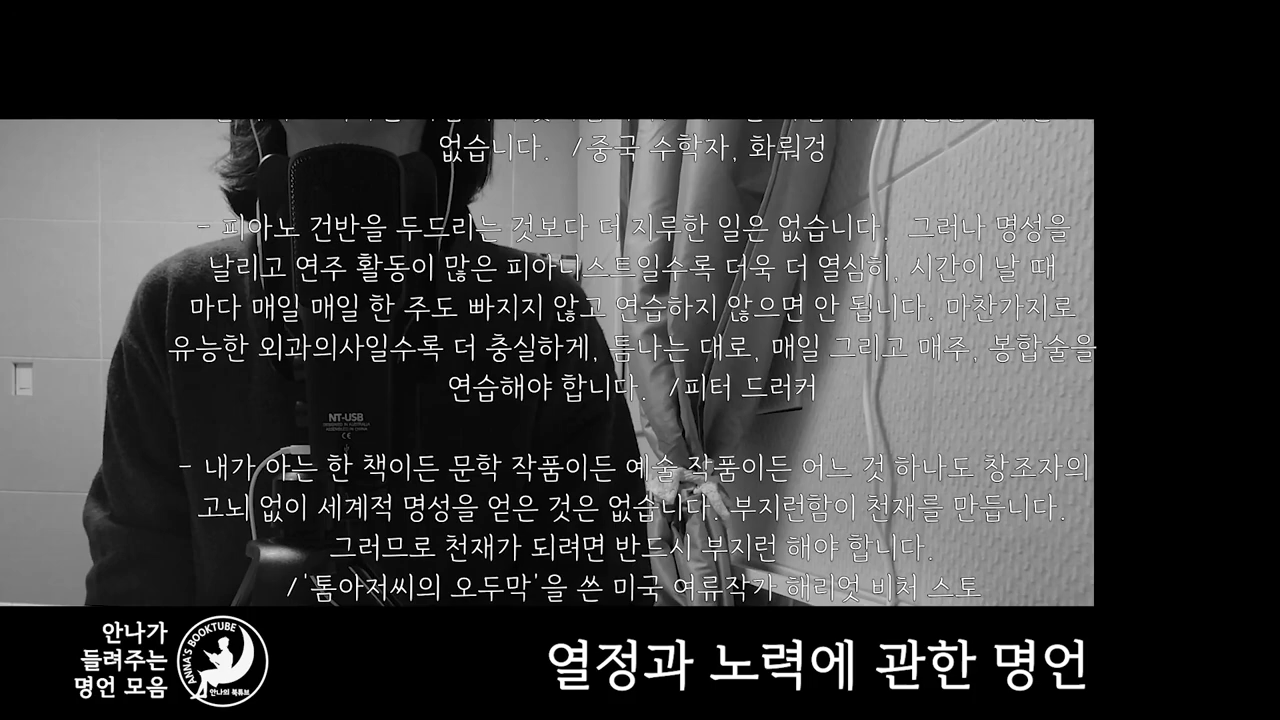 없습니다. /중국 수학자, 화뤄겅
- 피아노 건반을 두드리는 것보다 더 지루한 일은 없습니다. 그러나 명성을
날리고 연주 활동이 많은 피아니스트일수록 더욱 더 열심히, 시간이 날 때
마다 매일 매일 한 주도 빠지지 않고 연습하지 않으면 안 됩니다. 마찬가지로
유능한 외과의사일수록 더 충실하게, 틈나는 대로, 매일 그리고 매주, 봉합술을
연습해야 합니다. /피터 드러커
NT-USB
- 내가 아는 한 책이든 문학 작품이든 예술 작품이든 어느 것 하나도 창조자의
고뇌 없이 세계적 명성을 얻은 것은 없습니다. 부지런함이 천재를 만듭니다.
그러므로 천재가 되려면 반드시 부지런 해야 합니다.
/'톰아저씨의 오두막'을 쓴 미국 여류작가 해리엇 비처 스토
안나가
들려주는
명언 모음
ANNA'S BOOKTUBE
안나의 북튜브
열정과 노력에 관한 명언